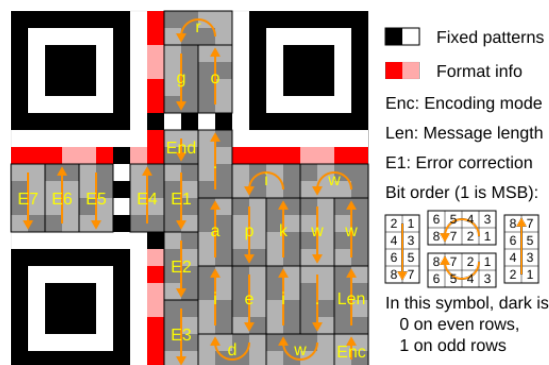 r
g o
End .
i w
E7 E6 E5 E4 E1
a p k w w
E2
i e i . Len
E3
d w Enc
Fixed patterns
Format info
Enc: Encoding mode
Len: Message length
E1: Error correction
Bit order (1 is MSB):
2 1
4 3
6 5
8 7
6 5 4 3
8 7 2 1
8 7 2 1
6 5 4 3
8 7
6 5
4 3
2 1
In this symbol, dark is
0 on even rows,
1 on odd rows